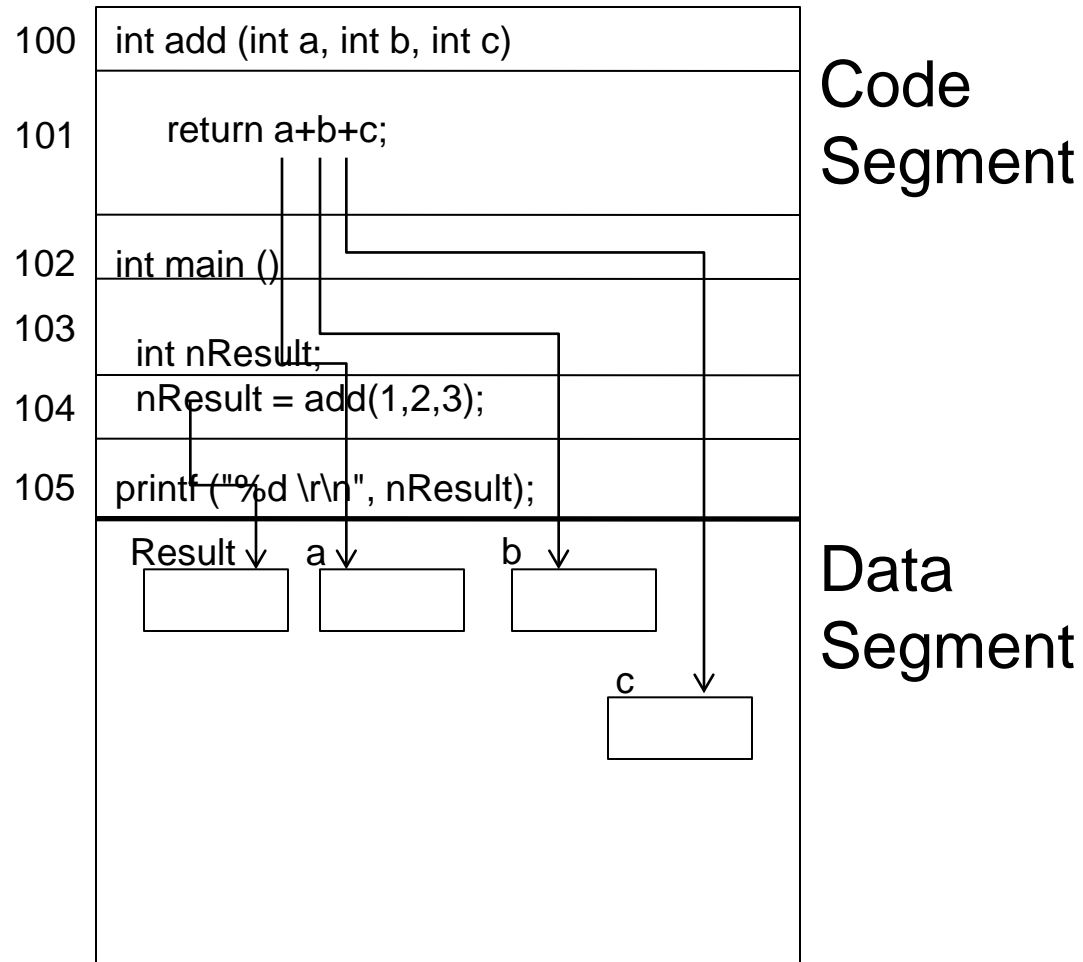 100 int add (int a, int b, int c)
Code
Segment
101 return a+b+c;
102 int main ()
103 int nResult;
104 nResult = add(1,2,3);
105 printf ("%d \r\n", nResult);
Result a b
Data
Segment
c